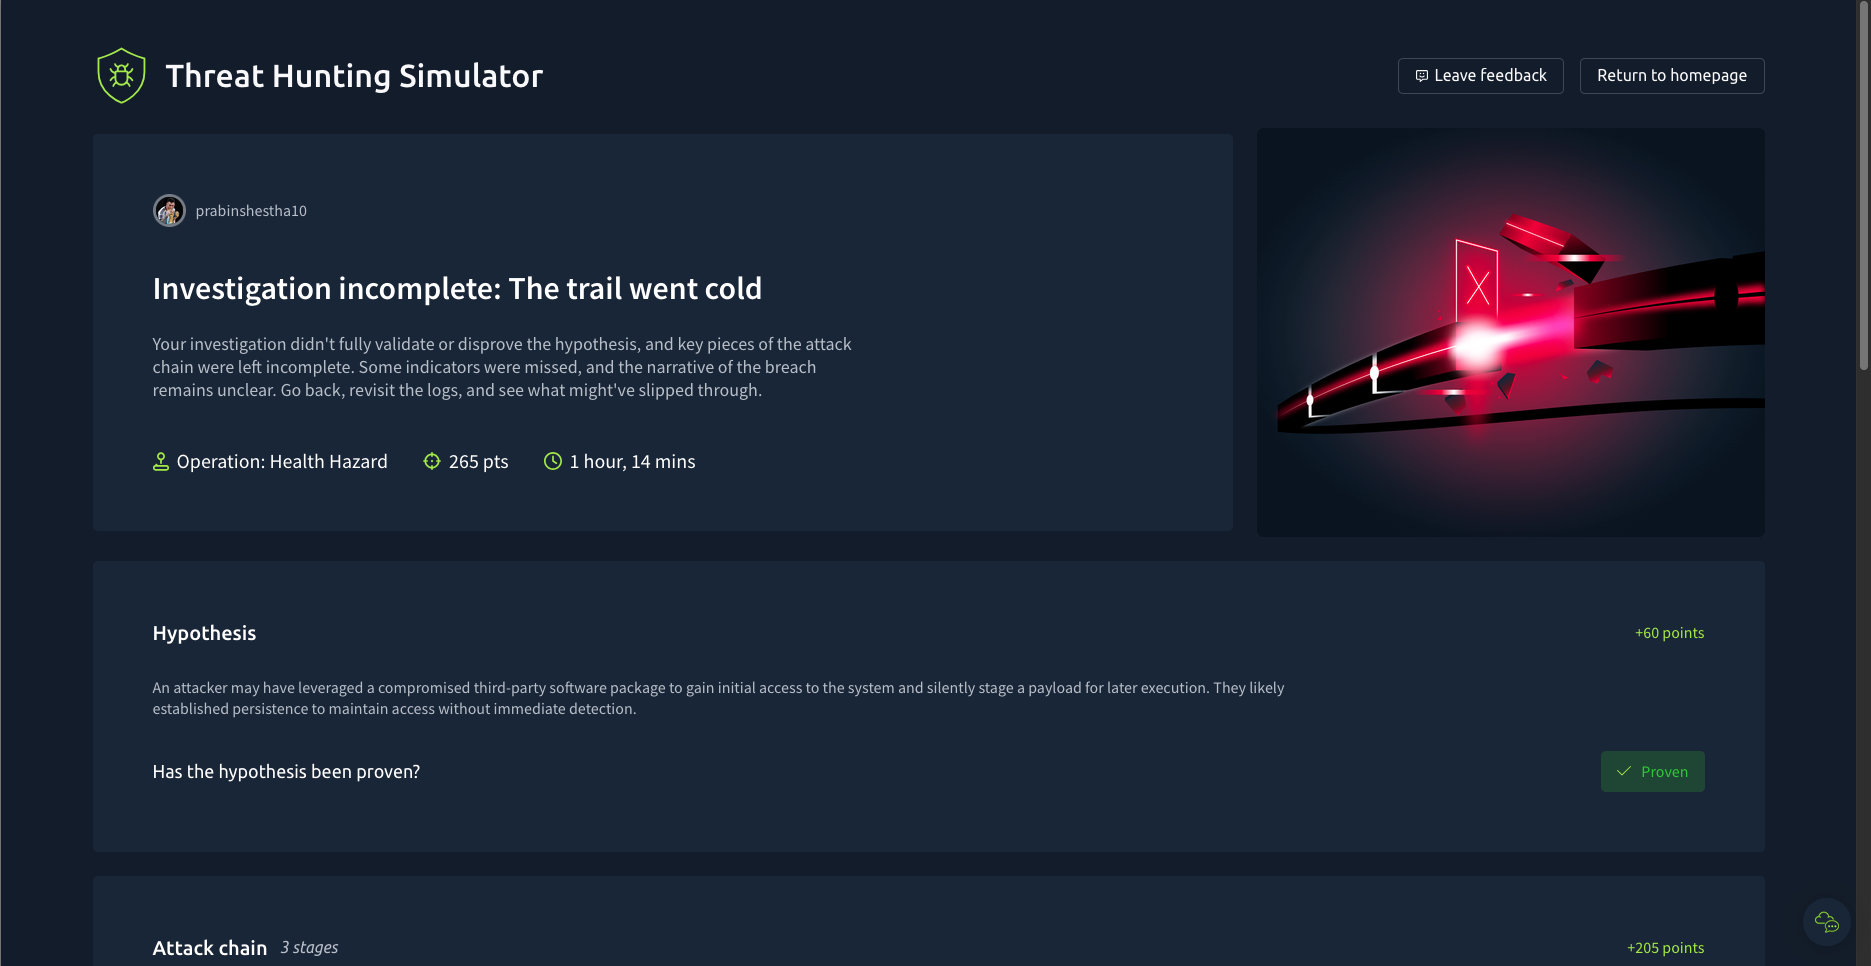 Threat Hunting Simulator
Leave feedback
Return to homepage
prabinshestha10
Investigation incomplete: The trail went cold
Your investigation didn't fully validate or disprove the hypothesis, and key pieces of the attack
chain were left incomplete. Some indicators were missed, and the narrative of the breach
remains unclear. Go back, revisit the logs, and see what might've slipped through.
Operation: Health Hazard
265 pts
1 hour, 14 mins
Hypothesis
+60 points
An attacker may have leveraged a compromised third-party software package to gain initial access to the system and silently stage a payload for later execution. They likely
established persistence to maintain access without immediate detection.
Has the hypothesis been proven?
Proven
Attack chain 3 stages
+205 points